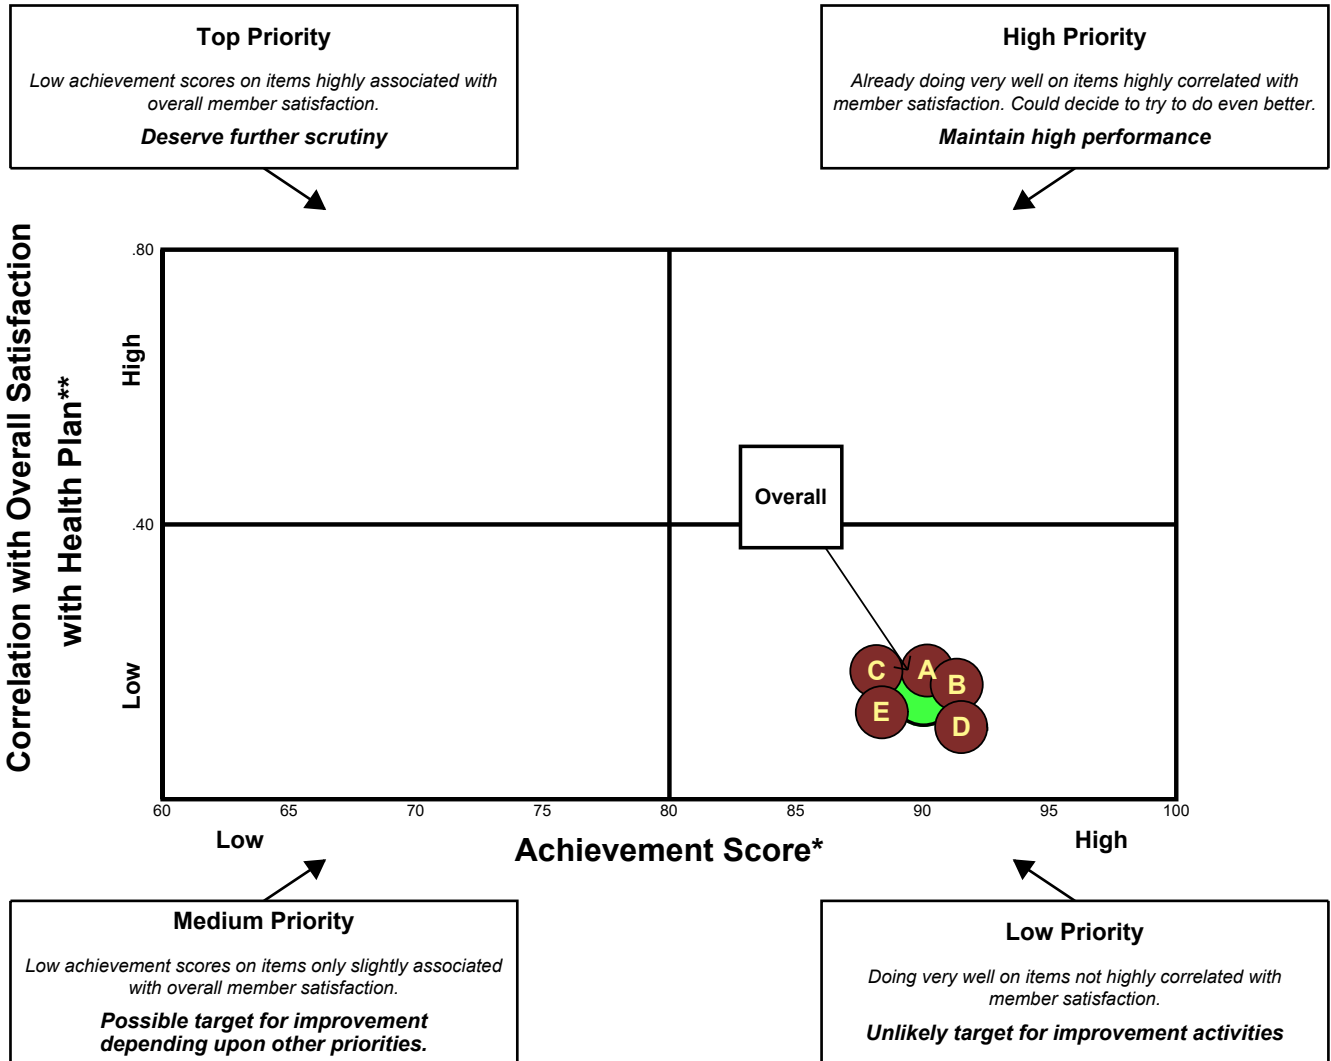 Top Priority
Low achievement scores on items highly associated with
overall member satisfaction.
Deserve further scrutiny
High Priority
Already doing very well on items highly correlated with
member satisfaction. Could decide to try to do even better.
Maintain high performance
Correlation with Overall Satisfaction
with Health Plan**
High
Low
.80
.40
Overall
C
A
B
E
D
60
65
70
75
80
85
90
95
100
Low
Achievement Score*
High
Medium Priority
Low achievement scores on items only slightly associated
with overall member satisfaction.
Possible target for improvement
depending upon other priorities.
Low Priority
Doing very well on items not highly correlated with
member satisfaction.
Unlikely target for improvement activities